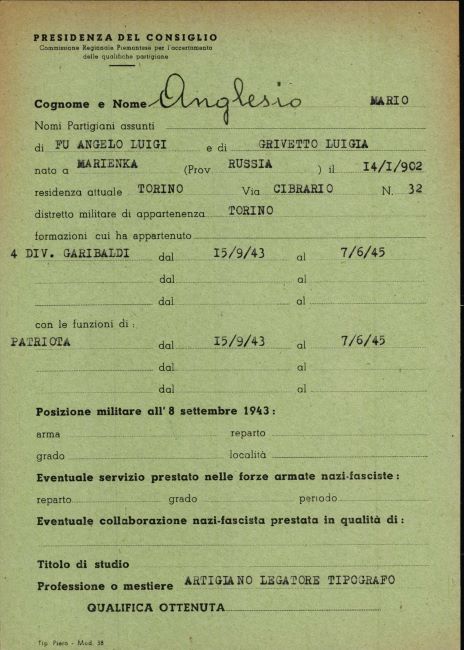 PRESIDENZA DEL CONSIGLIO
Commissione Regionale Piemontese per l'accertamento
delle qualifiche partigiane
Cognome e Nome Anglesio MARIO
Nomi Partigiani assunti
di FU ANGELO LUIGI e di GRIVETTO LUIGIA
nato a MARIENKA (Prov. RUSSIA ) il 14/I/902
residenza attuale TORINO Via CIBRARIO N. 32
distretto militare di appartenenza TORINO
formazioni cui ha appartenuto
4 DIV. GARIBALDI dal 15/9/43 al 7/6/45
dal al
dal al
con le funzioni di:
PATRIOTA dal 15/9/43 al 7/6/45
dal al
dal al
Posizione militare all'8 settembre 1943:
arma reparto
grado località
Eventuale servizio prestato nelle forze armate nazi-fasciste:
reparto grado periodo
Eventuale collaborazione nazi-fascista prestata in qualità di:
Titolo di studio
Professione o mestiere ARTIGIANO LEGATORE TIPOGRAFO
QUALIFICA OTTENUTA
Tip. Piero - Mod. 38